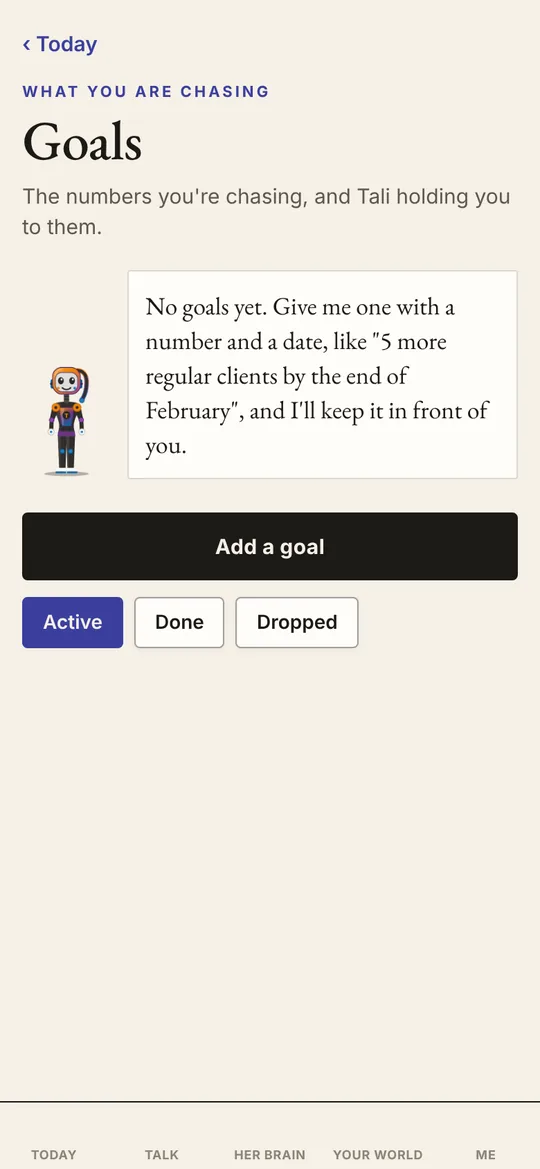 ‹ Today
WHAT YOU ARE CHASING
Goals
The numbers you're chasing, and Tali holding you
to them.
No goals yet. Give me one with a
number and a date, like "5 more
regular clients by the end of
February", and I'll keep it in front of
you.
Add a goal
Active
Done
Dropped
TODAY
TALK
HER BRAIN
YOUR WORLD
ME